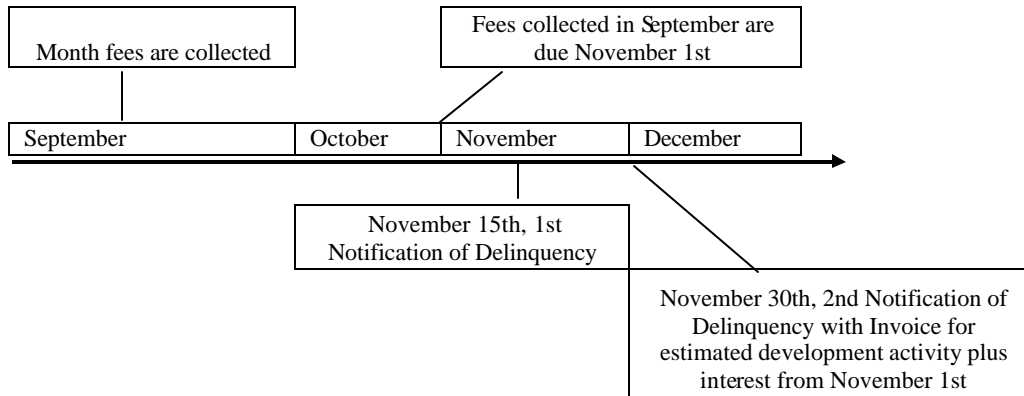 Month fees are collected
Fees collected in September are
due November 1st
September
October
November
December
November 15th, 1st
Notification of Delinquency
November 30th, 2nd Notification of
Delinquency with Invoice for
estimated development activity plus
interest from November 1st